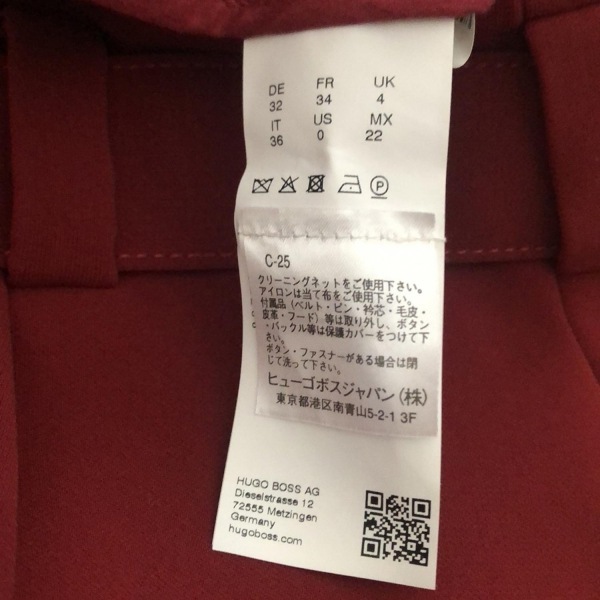 DE FR UK
32 34 4
IT US MX
36 0 22
P
C-25
クリーニングネットをご使用下さい。
アイロンは当て布をご使用下さい。
付属品（ベルト・ピン・衿芯・毛皮・
皮革・フード）等は取り外し、ボタン
・バックル等は保護カバーをつけて下
さい。
ボタン・ファスナーがある場合は閉
じて洗って下さい。
ヒューゴボスジャパン（株）
東京都港区南青山5-2-1 3F
HUGO BOSS AG
Dieselstrasse 12
72555 Metzingen
Germany
hugoboss.com